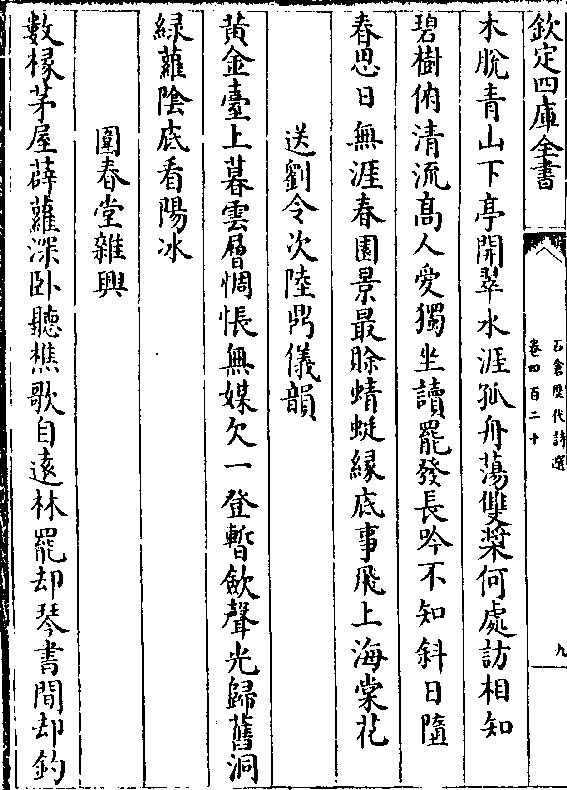 欽定四庫全書
石倉歷代詩選
卷四百二十
九
木脫青山下亭開翠水涯孤舟蕩雙槳何處訪相知
碧樹俯清流髙人愛獨坐讀罷發長吟不知斜日墮
春思日無涯春園景最賒蜻蜓緣底事飛上海棠花
送劉令次陸鼎儀韻
黄金臺上暮雲層惆悵無媒欠一登暫斂聲光歸舊洞
緑蘿陰底看陽冰
園春堂雜興
數椽茅屋薜蘿深卧聽樵歌自遠林罷却琴書閒却釣